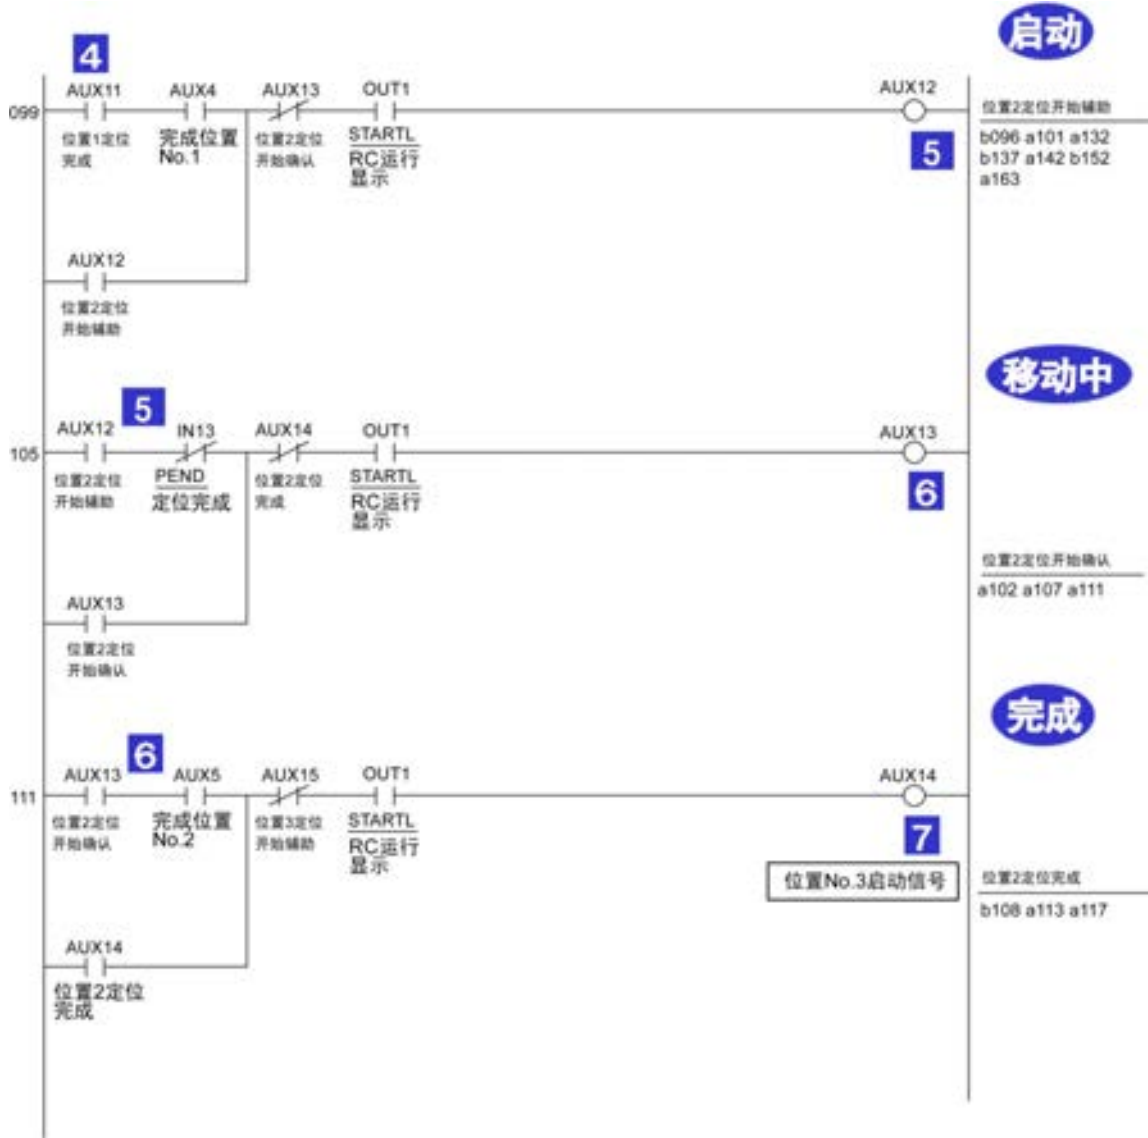 启动
4
AUX11 AUX4 AUX13 OUT1 AUX12
099
位置1定位
完成
完成位置
No.1
位置2定位
开始确认
STARTL
RC运行
显示
5
位置2定位开始辅助
b096 a101 a132
b137 a142 b152
a163
AUX12
位置2定位
开始辅助
移动中
5
AUX12 IN13 AUX14 OUT1 AUX13
105
位置2定位
开始辅助
PEND
定位完成
位置2定位
完成
STARTL
RC运行
显示
6
位置2定位开始确认
a102 a107 a111
AUX13
位置2定位
开始确认
完成
6
AUX13 AUX5 AUX15 OUT1 AUX14
111
位置2定位
开始确认
完成位置
No.2
位置3定位
开始辅助
STARTL
RC运行
显示
7
位置No.3启动信号
位置2定位完成
b108 a113 a117
AUX14
位置2定位
完成